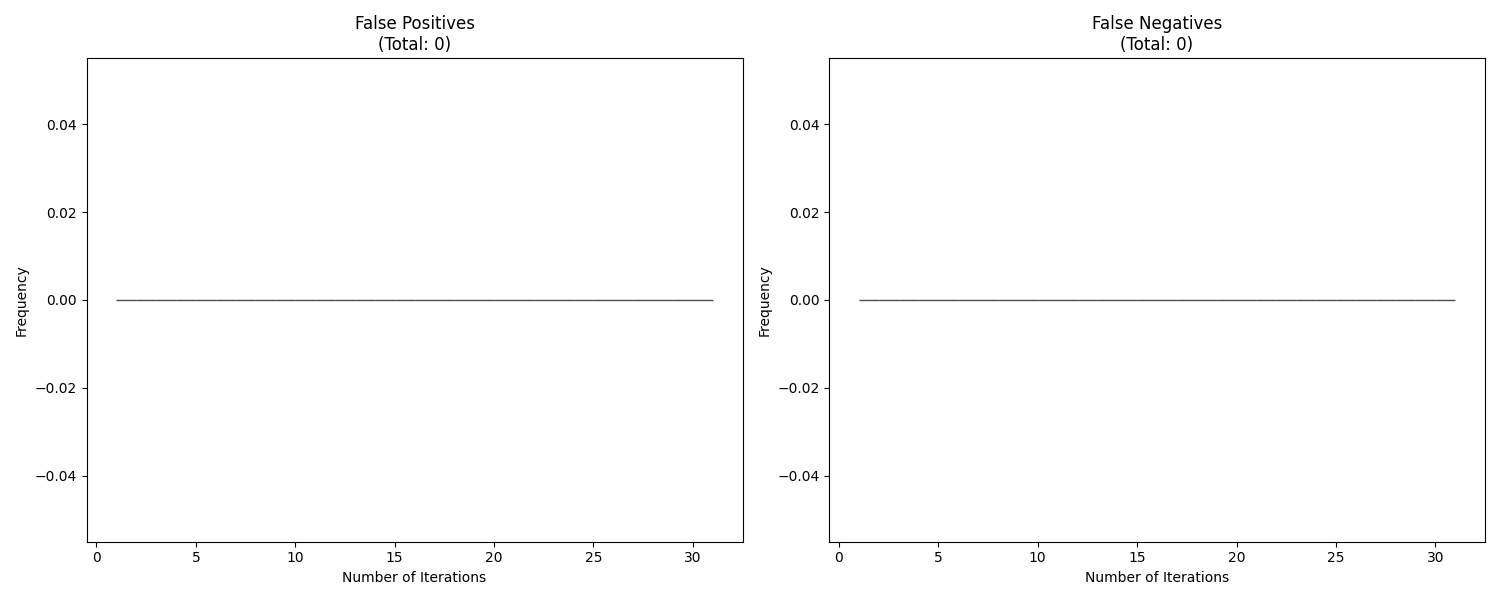 False Positives
(Total: 0)
0.04
0.02
0.00
−0.02
−0.04
Frequency
0 5 10 15 20 25 30
Number of Iterations
False Negatives
(Total: 0)
0.04
0.02
0.00
−0.02
−0.04
Frequency
0 5 10 15 20 25 30
Number of Iterations